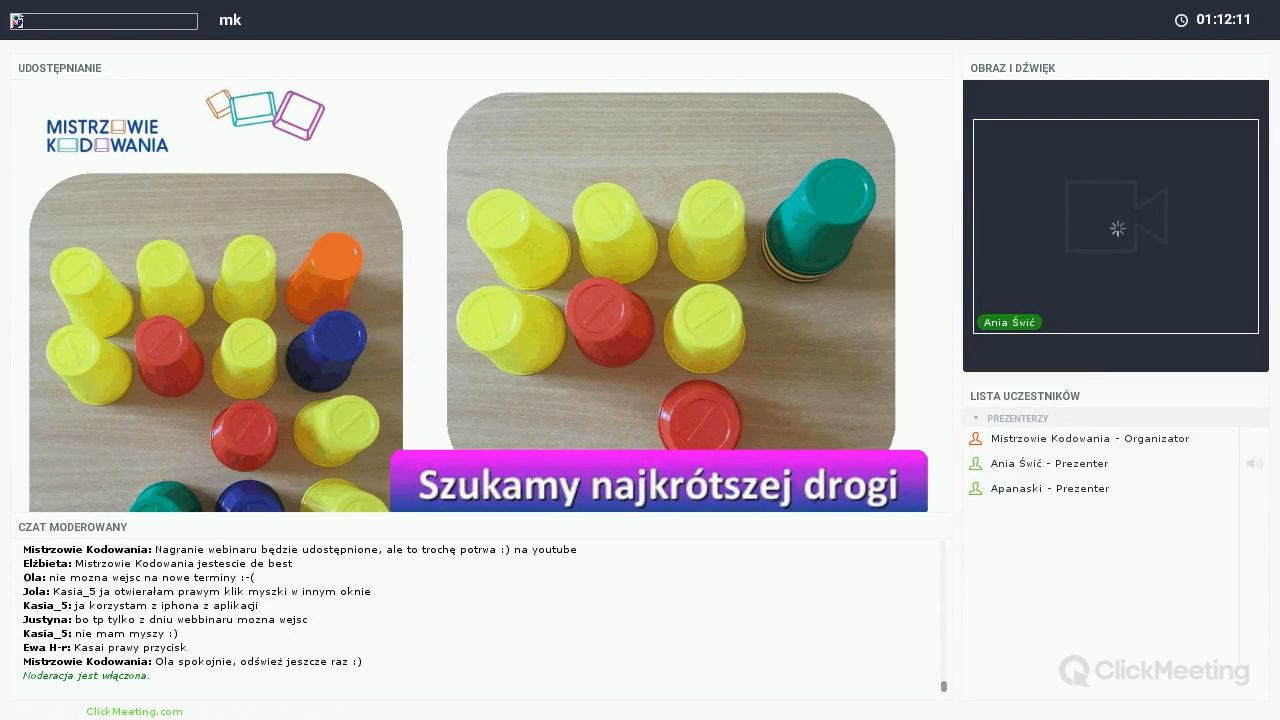 mk
01:12:11
UDOSTĘPNIANIE
MISTRZOWIE
KODOWANIA
Szukamy najkrótszej drogi
OBRAZ I DŹWIĘK
Ania Świć
LISTA UCZESTNIKÓW
PREZENTERZY
Mistrzowie Kodowania - Organizator
Ania Świć - Prezenter
Apanaski - Prezenter
CZAT MODEROWANY
Mistrzowie Kodowania: Nagranie webinaru będzie udostępnione, ale to trochę potrwa :) na youtube
Elżbieta: Mistrzowie Kodowania jestescie de best
Ola: nie mozna wejsc na nowe terminy :-(
Jola: Kasia_5 ja otwierałam prawym klik myszki w innym oknie
Kasia_5: ja korzystam z iphona z aplikacji
Justyna: bo tp tylko z dniu webbinaru mozna wejsc
Kasia_5: nie mam myszy :)
Ewa H-r: Kasai prawy przycisk
Mistrzowie Kodowania: Ola spokojnie, odśwież jeszcze raz :)
Moderacja jest włączona.
ClickMeeting
ClickMeeting.com